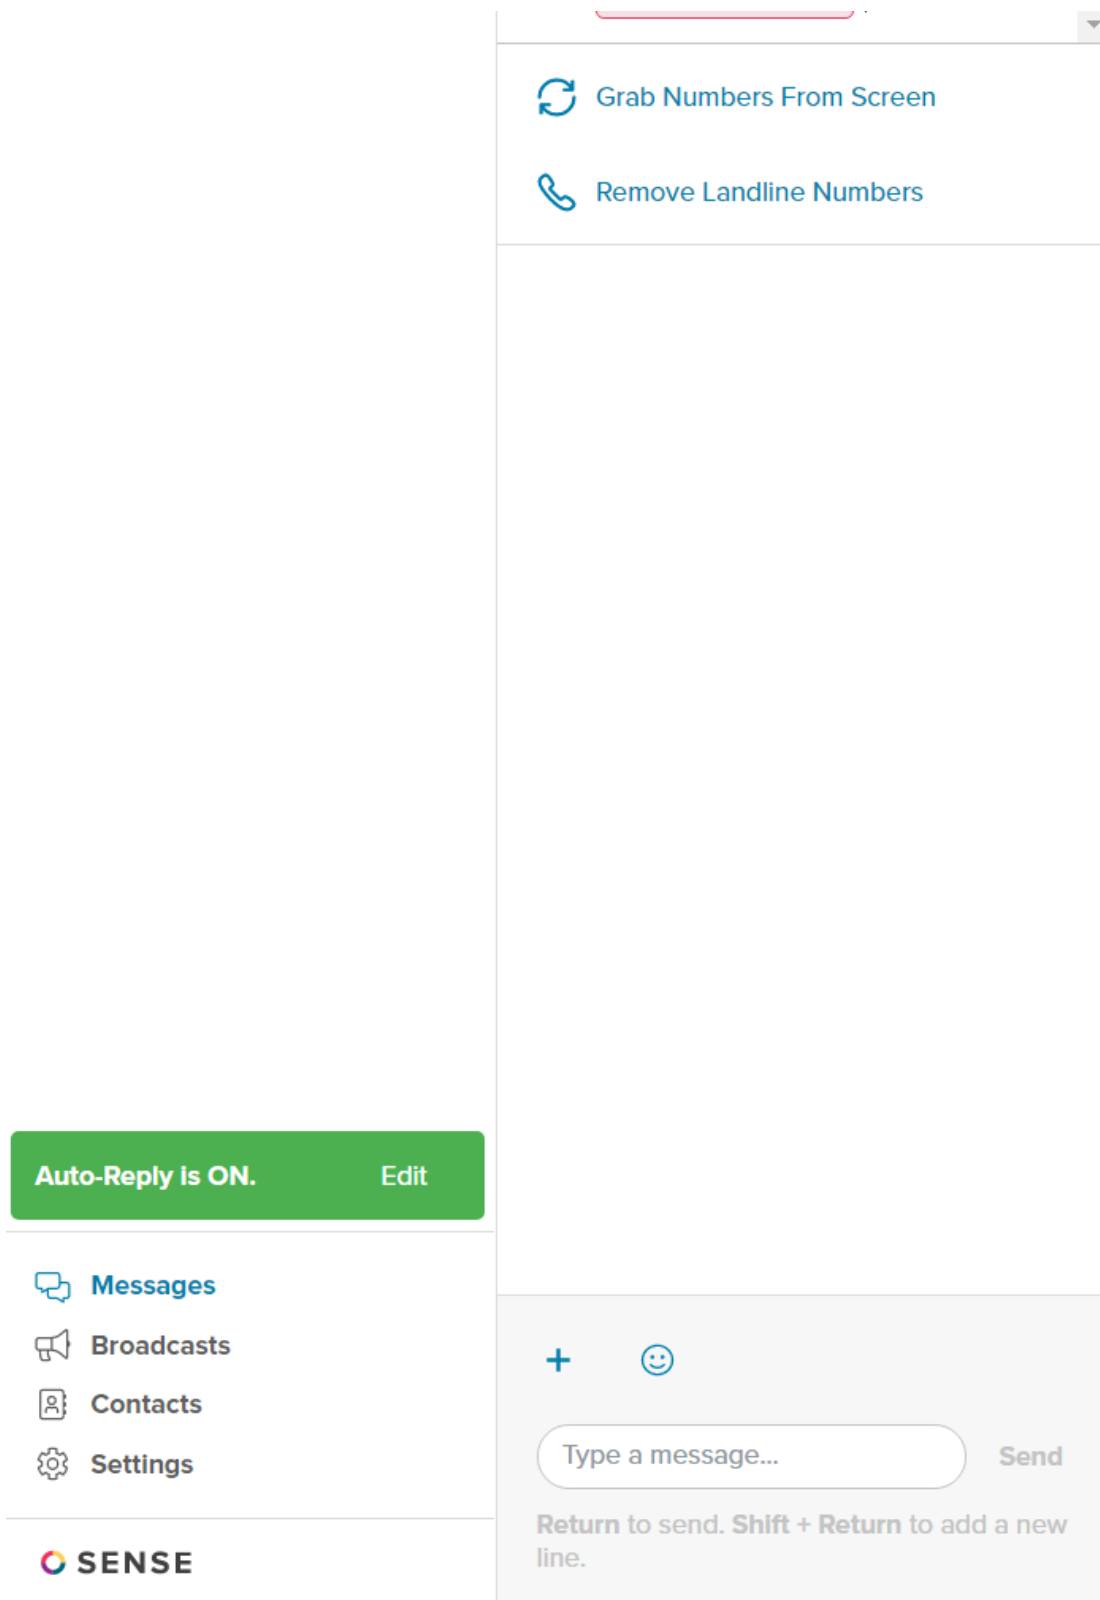 Grab Numbers From Screen
Remove Landline Numbers
Auto-Reply is ON. Edit
Messages
Broadcasts
Contacts
Settings
SENSE
Type a message...
Send
Return to send. Shift + Return to add a new
line.